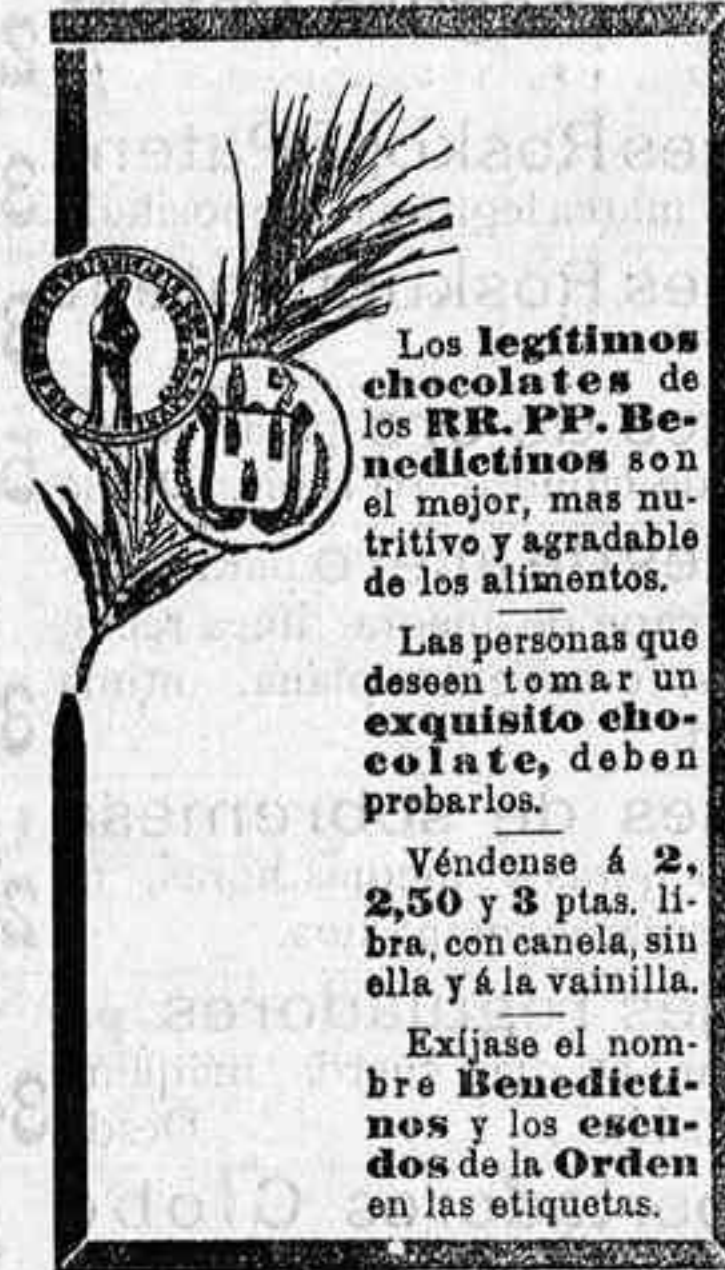 Los legítimos
chocolates de
los RR. PP. Be-
nedictinos son
el mejor, mas nu-
tritivo y agradable
de los alimentos.
Las personas que
deseen tomar un
exquisito cho-
colate, deben
probarlos.
Véndense á 2,
2,50 y 3 ptas. li-
bra, con canela, sin
ella y á la vainilla.
Exíjase el nom-
bre Benedicti-
nos y los escu-
dos de la Orden
en las etiquetas.